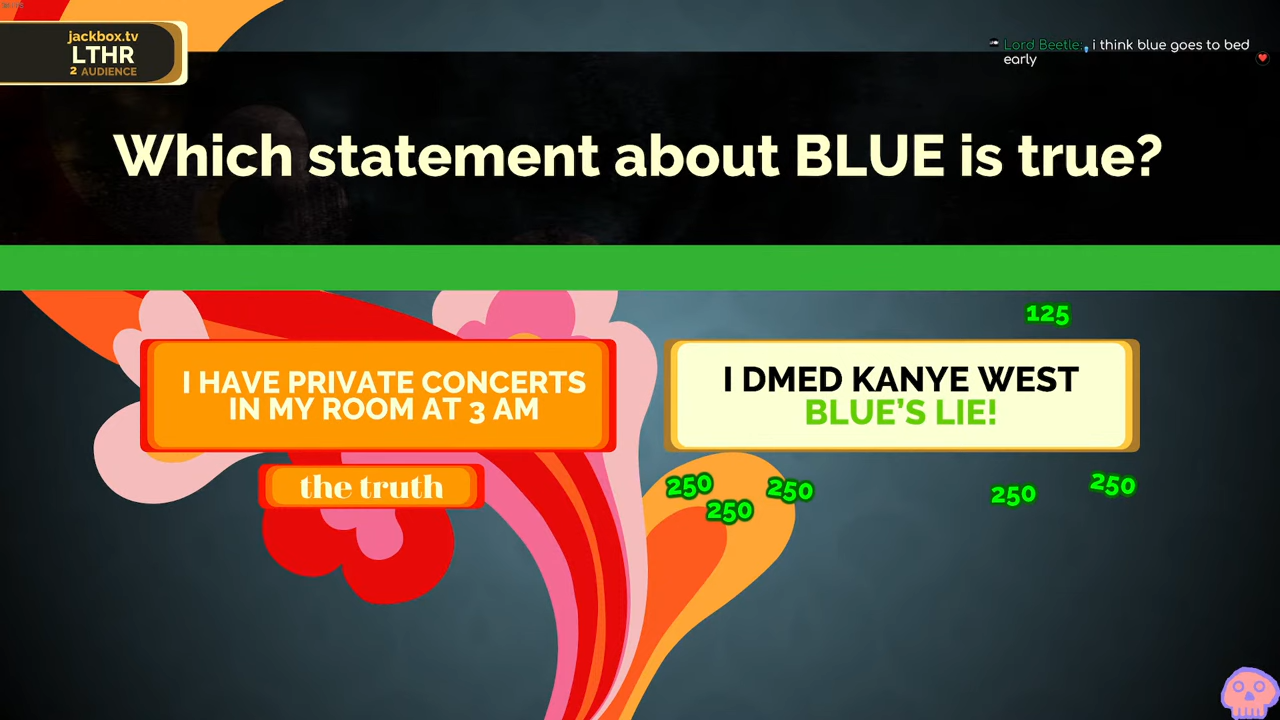 jackbox.tv
LTHR
2 AUDIENCE
Lord Beetle: i think blue goes to bed
early
Which statement about BLUE is true?
125
I HAVE PRIVATE CONCERTS
IN MY ROOM AT 3 AM
I DMED KANYE WEST
BLUE'S LIE!
the truth
250
250
250
250
250